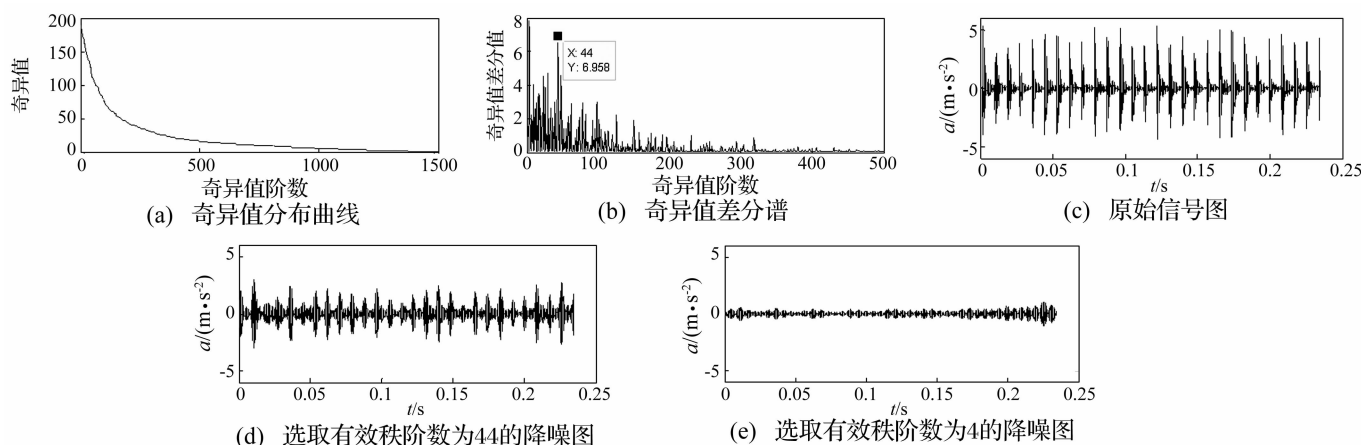 200
150
100
50
0
奇异值
0 500 1000 1500
奇异值阶数
(a) 奇异值分布曲线
8
6
4
2
0
奇异值差分值
X: 44
Y: 6.958
0 100 200 300 400 500
奇异值阶数
(b) 奇异值差分谱
5
0
-5
a/(m•s⁻²)
0 0.05 0.1 0.15 0.2 0.25
t/s
(c) 原始信号图
5
0
-5
a/(m•s⁻²)
0 0.05 0.1 0.15 0.2 0.25
t/s
(d) 选取有效秩阶数为44的降噪图
5
0
-5
a/(m•s⁻²)
0 0.05 0.1 0.15 0.2 0.25
t/s
(e) 选取有效秩阶数为4的降噪图